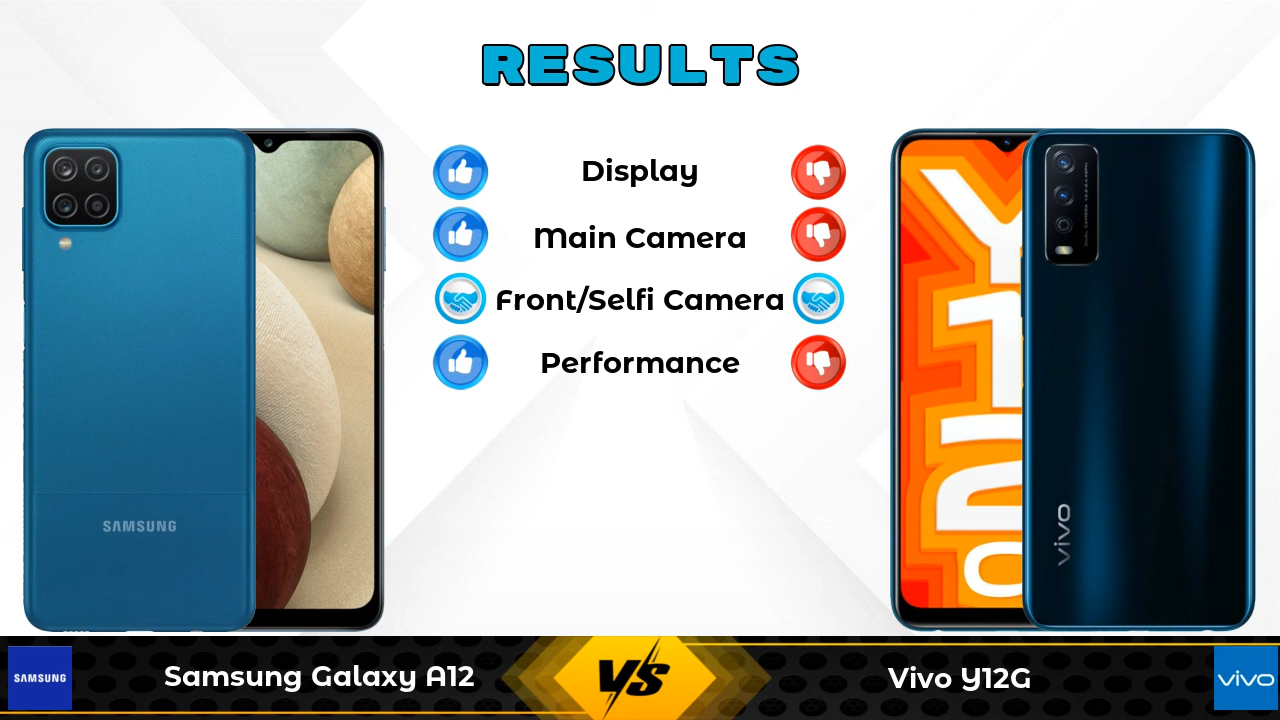 RESULTS
Display
Main Camera
Front/Selfi Camera
Performance
SAMSUNG
vivo
SAMSUNG
Samsung Galaxy A12
VS
Vivo Y12G
vivo